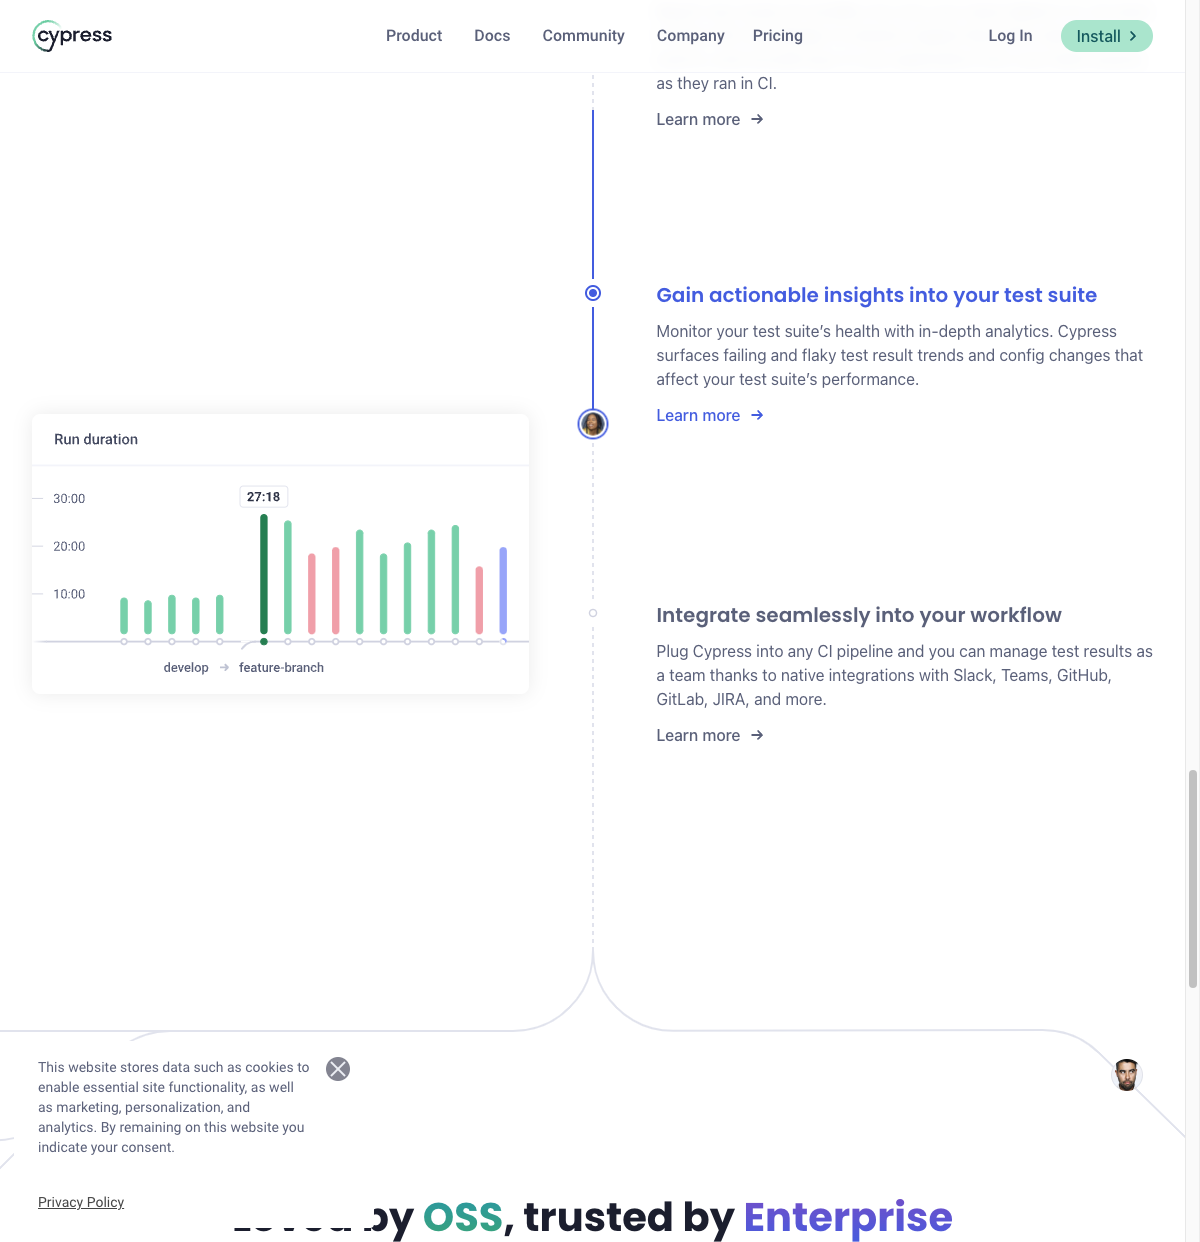 cypress
Product
Docs
Community
Company
Pricing
Log In
Install
as they ran in CI.
Learn more
Gain actionable insights into your test suite
Monitor your test suite's health with in-depth analytics. Cypress
surfaces failing and flaky test result trends and config changes that
affect your test suite's performance.
Learn more
Run duration
27:18
30:00
20:00
10:00
develop
feature-branch
Integrate seamlessly into your workflow
Plug Cypress into any CI pipeline and you can manage test results as
a team thanks to native integrations with Slack, Teams, GitHub,
GitLab, JIRA, and more.
Learn more
This website stores data such as cookies to
enable essential site functionality, as well
as marketing, personalization, and
analytics. By remaining on this website you
indicate your consent.
Privacy Policy
by OSS, trusted by Enterprise